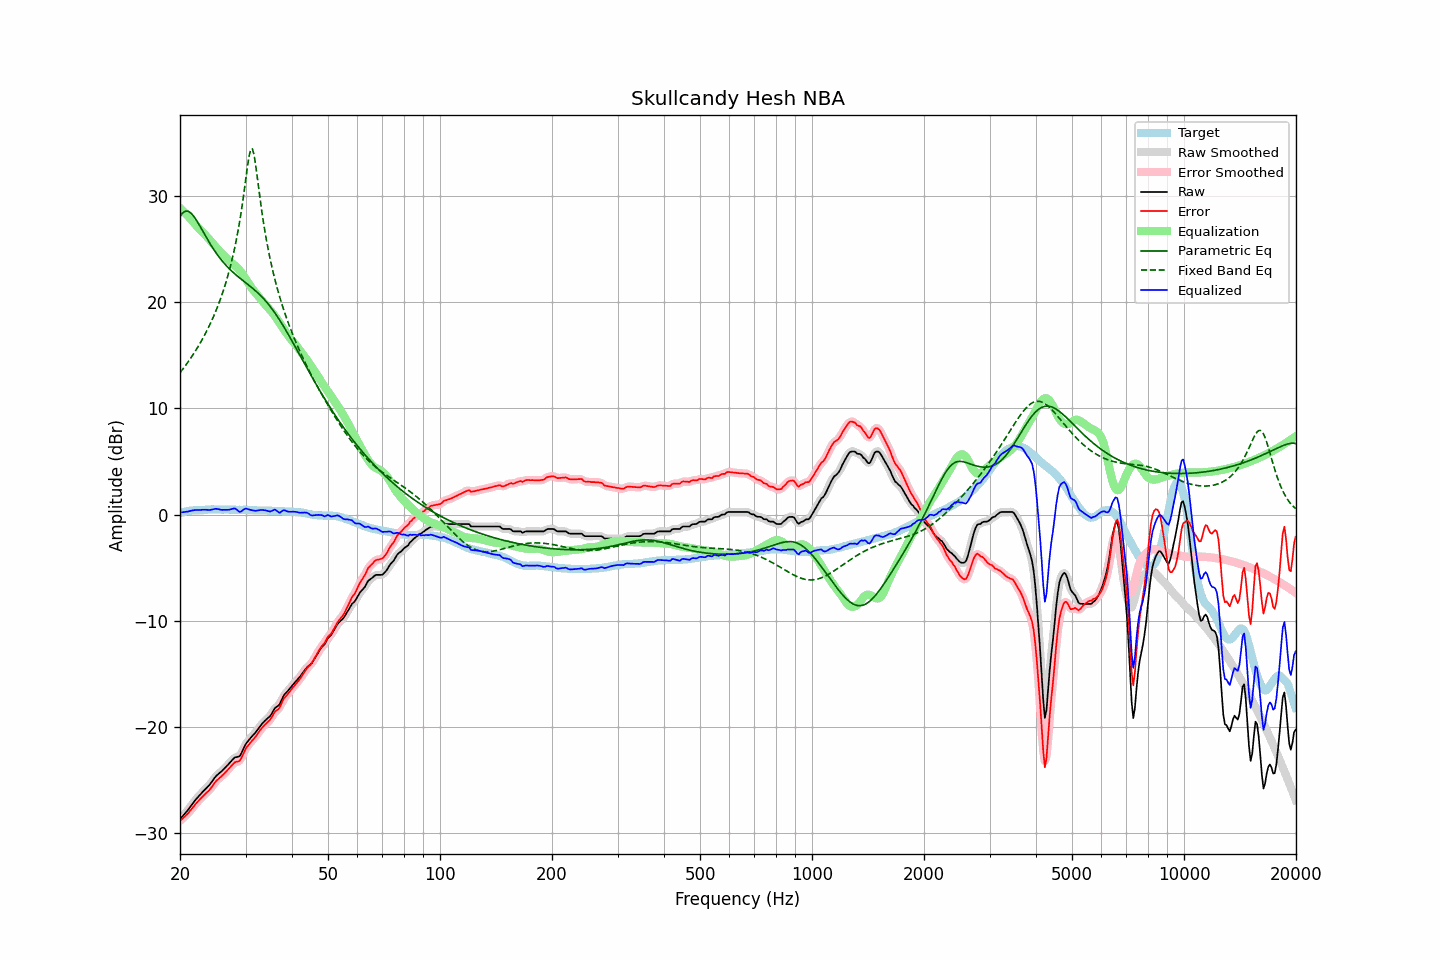 Skullcandy Hesh NBA
Target
Raw Smoothed
Error Smoothed
Raw
Error
Equalization
Parametric Eq
Fixed Band Eq
Equalized
Amplitude (dBr)
30
20
10
0
−10
−20
−30
20
50
100
200
500
1000
2000
5000
10000
20000
Frequency (Hz)